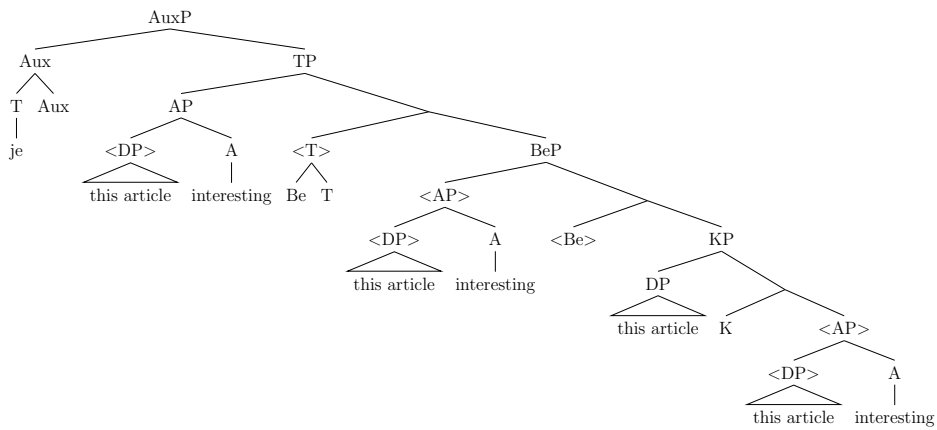 AuxP
Aux TP
T Aux AP
je <DP> A <T> BeP
this article interesting Be T <AP>
<DP> A <Be> KP
this article interesting DP
this article K <AP>
<DP> A
this article interesting